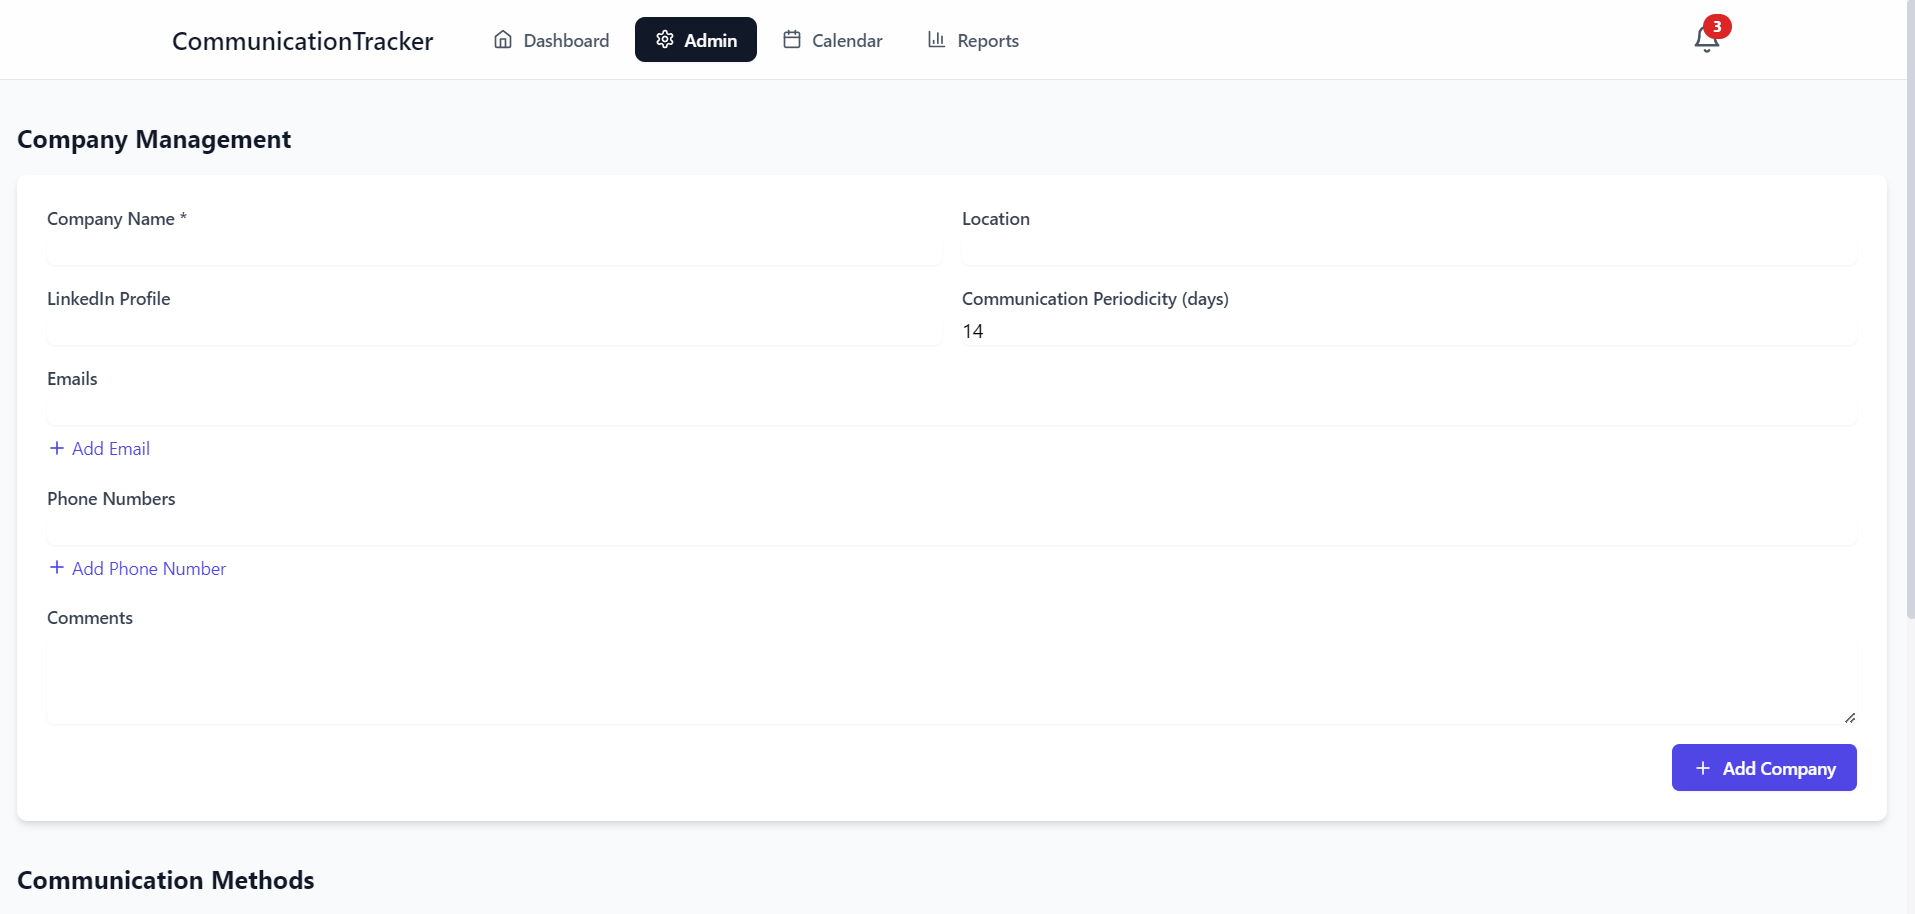 CommunicationTracker Dashboard Admin Calendar Reports 3
Company Management
Company Name * Location
LinkedIn Profile Communication Periodicity (days)
14
Emails
+ Add Email
Phone Numbers
+ Add Phone Number
Comments
+ Add Company
Communication Methods